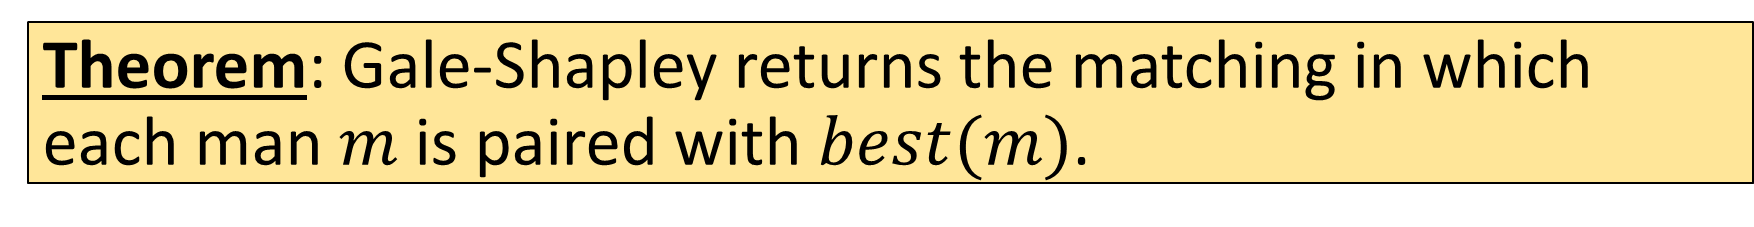 Theorem: Gale-Shapley returns the matching in which
each man m is paired with best(m).